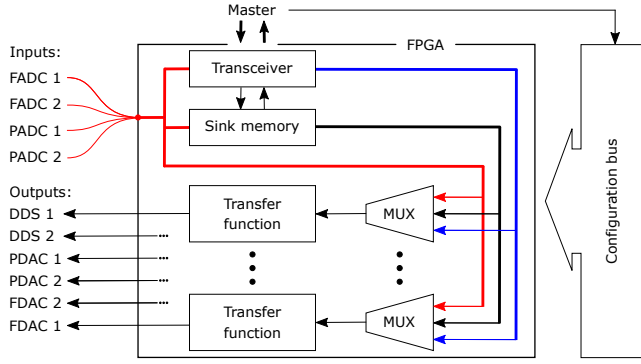 Master
Inputs:
FPGA
FADC 1
FADC 2
PADC 1
PADC 2
Transceiver
Sink memory
Outputs:
DDS 1
DDS 2
PDAC 1
PDAC 2
FDAC 2
FDAC 1
Transfer
function
MUX
...
...
...
...
Transfer
function
MUX
Configuration bus